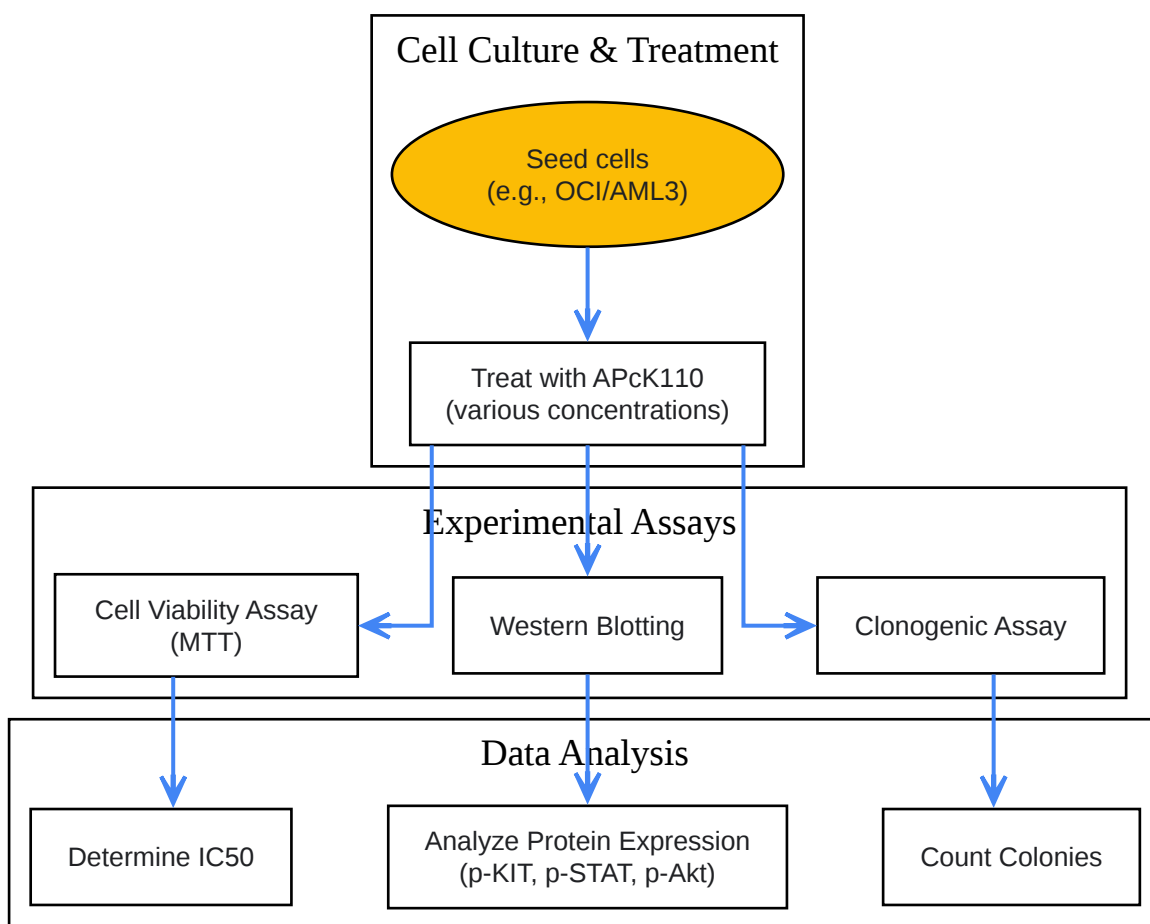 Cell Culture & Treatment
Seed cells
(e.g., OCI/AML3)
Treat with APcK110
(various concentrations)
Experimental Assays
Cell Viability Assay
(MTT)
Western Blotting
Clonogenic Assay
Data Analysis
Determine IC50
Analyze Protein Expression
(p-KIT, p-STAT, p-Akt)
Count Colonies